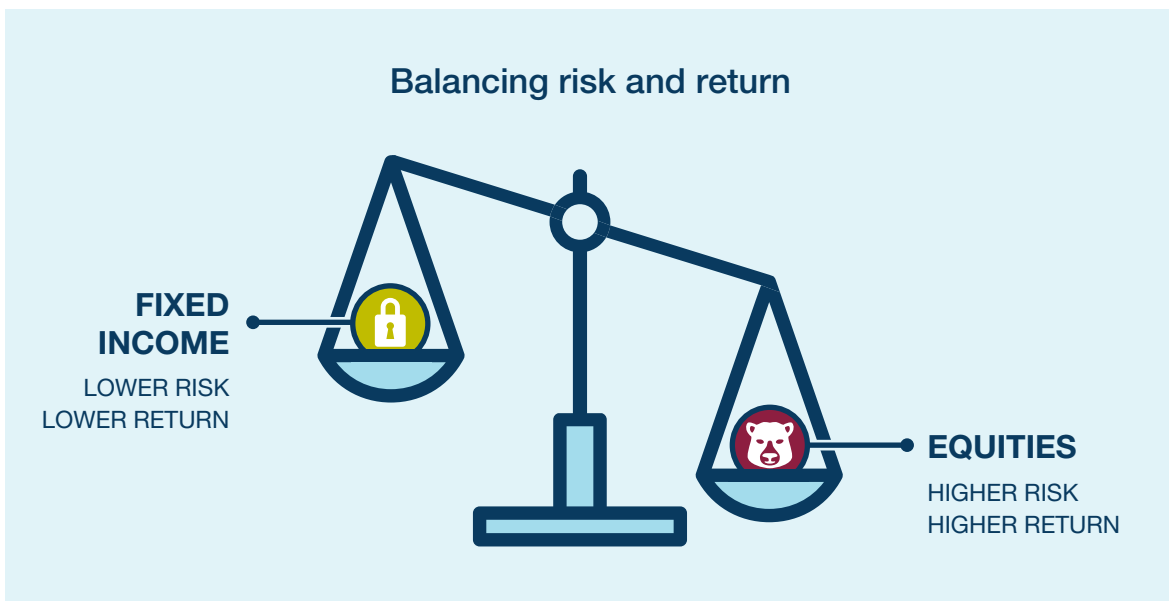 Balancing risk and return
FIXED
INCOME
LOWER RISK
LOWER RETURN
EQUITIES
HIGHER RISK
HIGHER RETURN